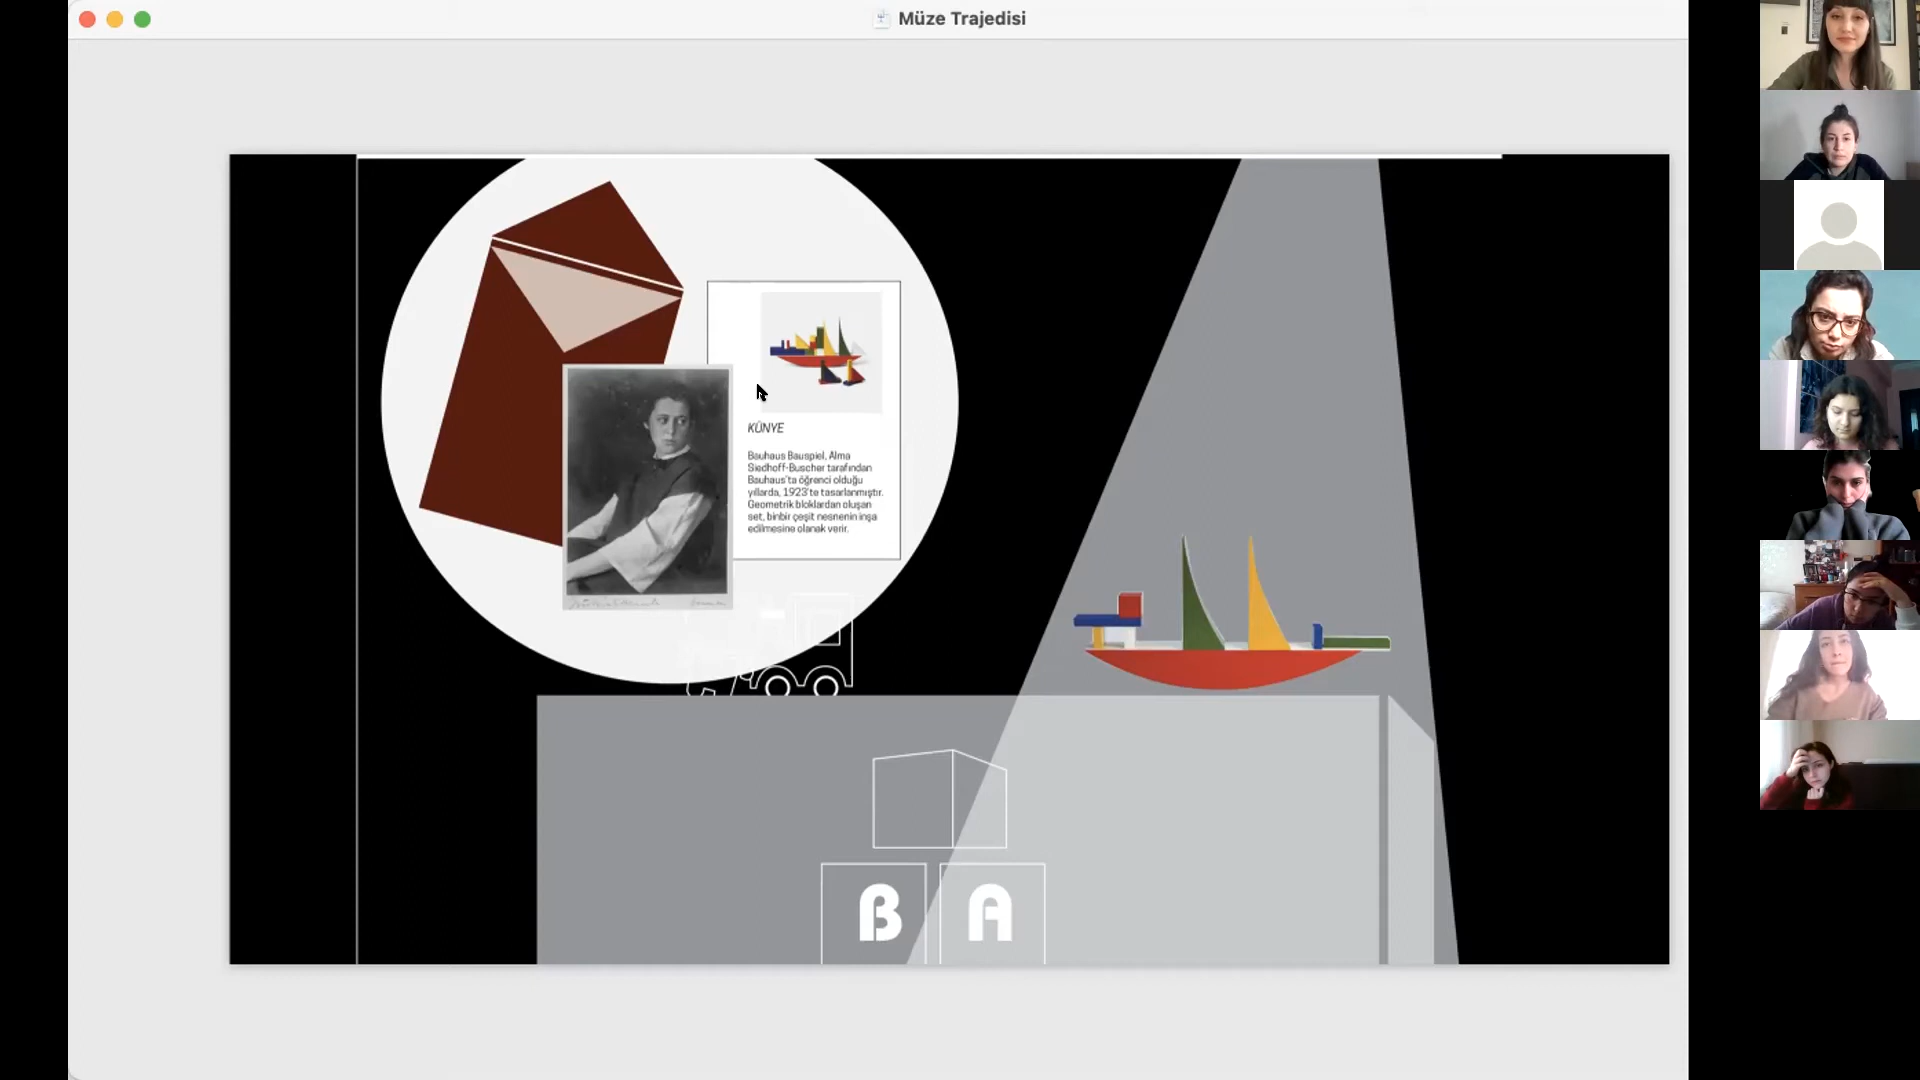 Müze Trajedisi
KÜNYE
Bauhaus Bauspiel, Alma
Siedhoff-Buscher tarafından
Bauhaus'ta öğrenci olduğu
yıllarda, 1923'te tasarlanmıştır.
Geometrik bloklardan oluşan
set, binbir çeşit nesnenin inşa
edilmesine olanak verir.
B A